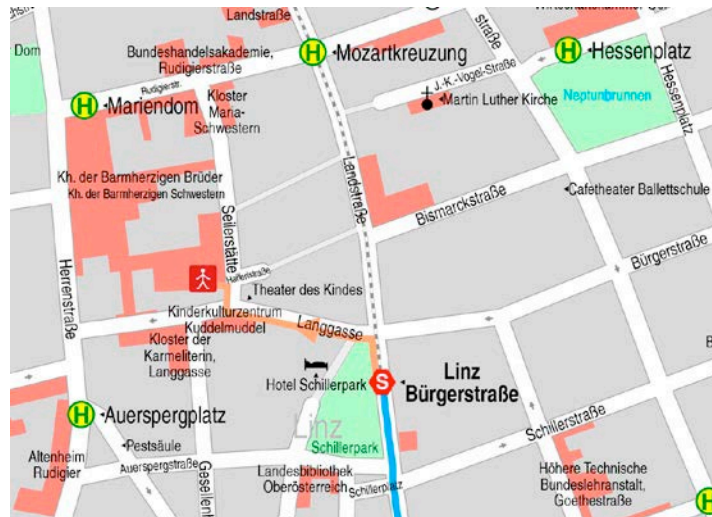 Landstraße
Wirtschaftskammer
H Mozartkreuzung
H Hessenplatz
Dom
Bundeshandelsakademie,
Rudigierstraße
Rudigierstr.
J.-K.-Vogel-Straße
Hessenplatz
Neptunbrunnen
H Mariendom
Kloster
Maria-
Schwestern
Martin Luther Kirche
Kh. der Barmherzigen Brüder
Kh. der Barmherzigen Schwestern
Landstraße
Cafetheater Ballettschule
Bismarckstraße
Seilerstätte
Herrenstraße
Bürgerstraße
Hafferlstraße
Theater des Kindes
Kinderkulturzentrum
Kuddelmuddel
Langgasse
Kloster der
Karmeliterin,
Langgasse
Hotel Schillerpark
S
Linz
Bürgerstraße
H Auerspergplatz
Linz
Schillerstraße
Pestsäule
Schillerpark
Altenheim
Rudigier
Auerspergstraße
Gesellen
Landesbibliothek
Oberösterreich
Schillerplatz
Höhere Technische
Bundeslehranstalt,
Goethestraße
H